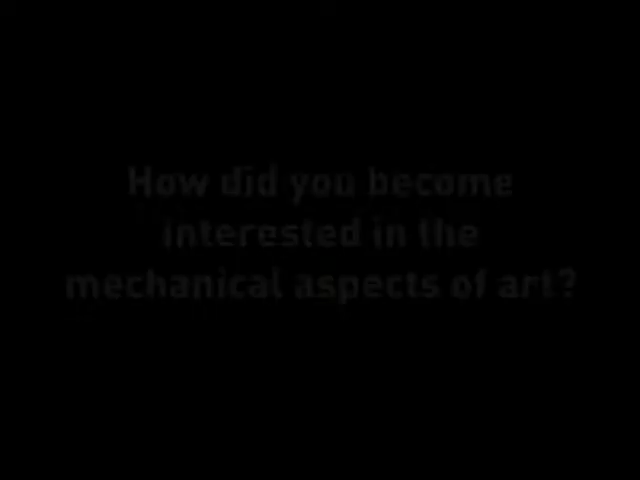 How did you become
interested in the
mechanical aspects of art?